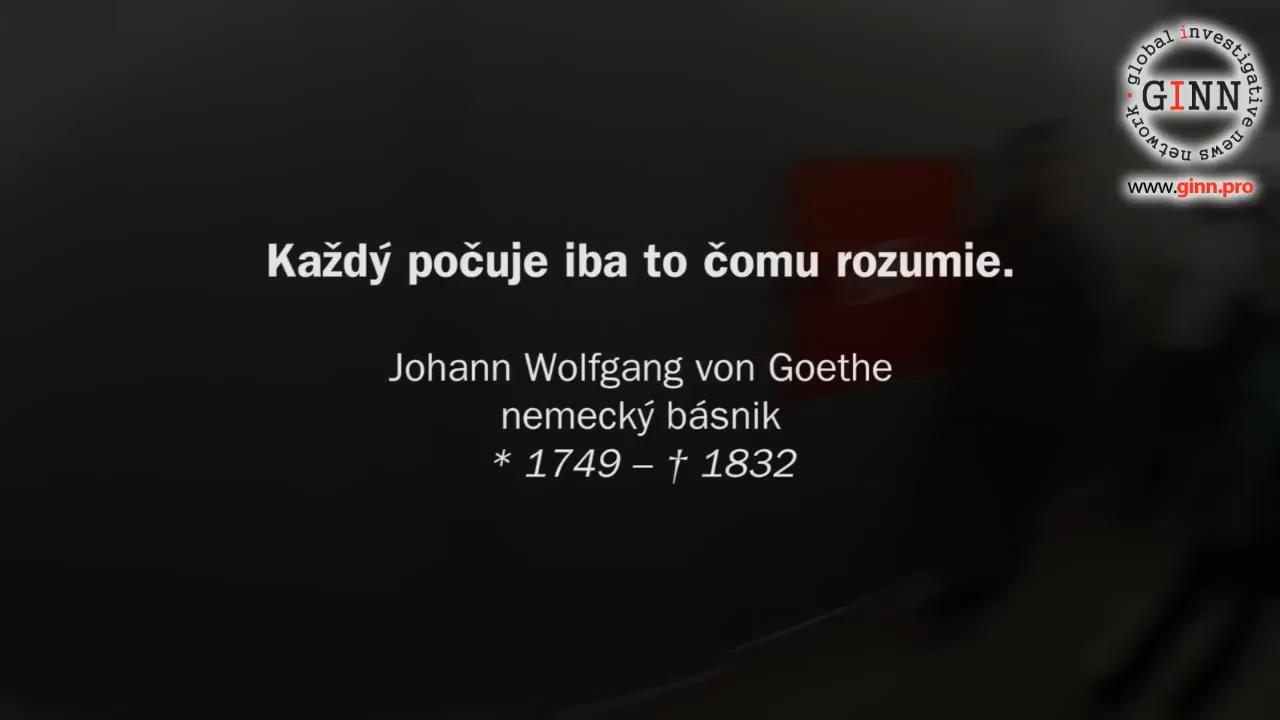 global investigative news network •
GINN
www.ginn.pro
Každý počuje iba to čomu rozumie.
Johann Wolfgang von Goethe
nemecký básnik
* 1749 – † 1832